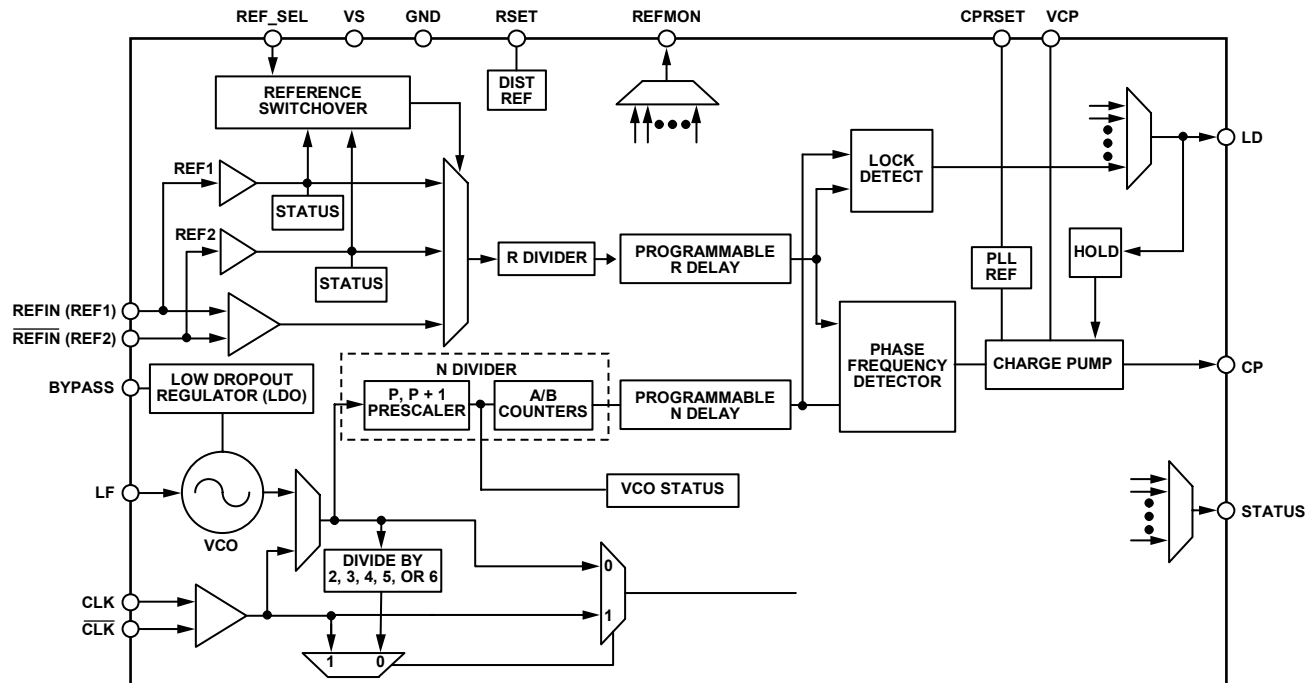 REF_SEL VS GND RSET REFMON CPRSET VCP
REFERENCE
SWITCHOVER
DIST
REF
LD
LOCK
DETECT
REF1
STATUS
REF2
STATUS
R DIVIDER
PROGRAMMABLE
R DELAY
PLL
REF
HOLD
REFIN (REF1)
REFIN (REF2)
BYPASS
LOW DROPOUT
REGULATOR (LDO)
N DIVIDER
P, P + 1
PRESCALER
A/B
COUNTERS
PROGRAMMABLE
N DELAY
PHASE
FREQUENCY
DETECTOR
CHARGE PUMP
CP
LF
VCO
VCO STATUS
STATUS
DIVIDE BY
2, 3, 4, 5, OR 6
0
1
CLK
CLK
1 0